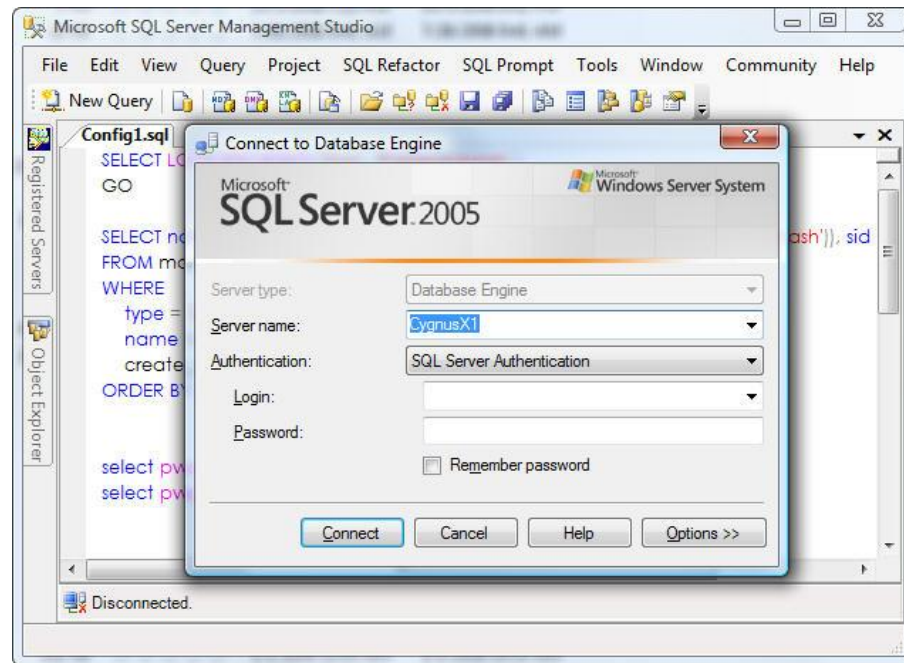 Microsoft SQL Server Management Studio
File Edit View Query Project SQL Refactor SQL Prompt Tools Window Community Help
New Query
Config1.sql
Registered Servers
Object Explorer
SELECT
GO
SELECT
ash')), sid
FROM
WHERE
type =
name
create
ORDER BY
select
select
Connect to Database Engine
Microsoft
SQL Server 2005
Microsoft
Windows Server System
Server type: Database Engine
Server name: CygnusX1
Authentication: SQL Server Authentication
Login:
Password:
Remember password
Connect Cancel Help Options >>
Disconnected.